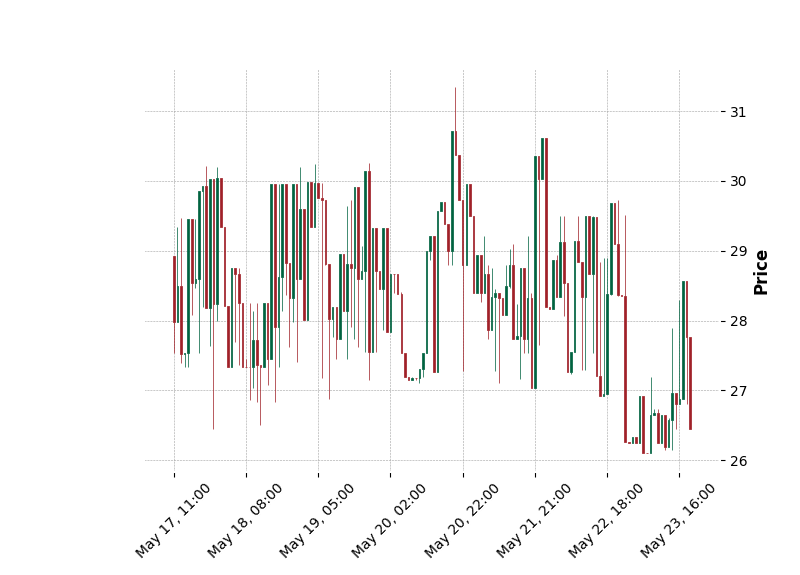 31
30
29
28
27
26
Price
May 17, 11:00
May 18, 08:00
May 19, 05:00
May 20, 02:00
May 20, 22:00
May 21, 21:00
May 22, 18:00
May 23, 16:00